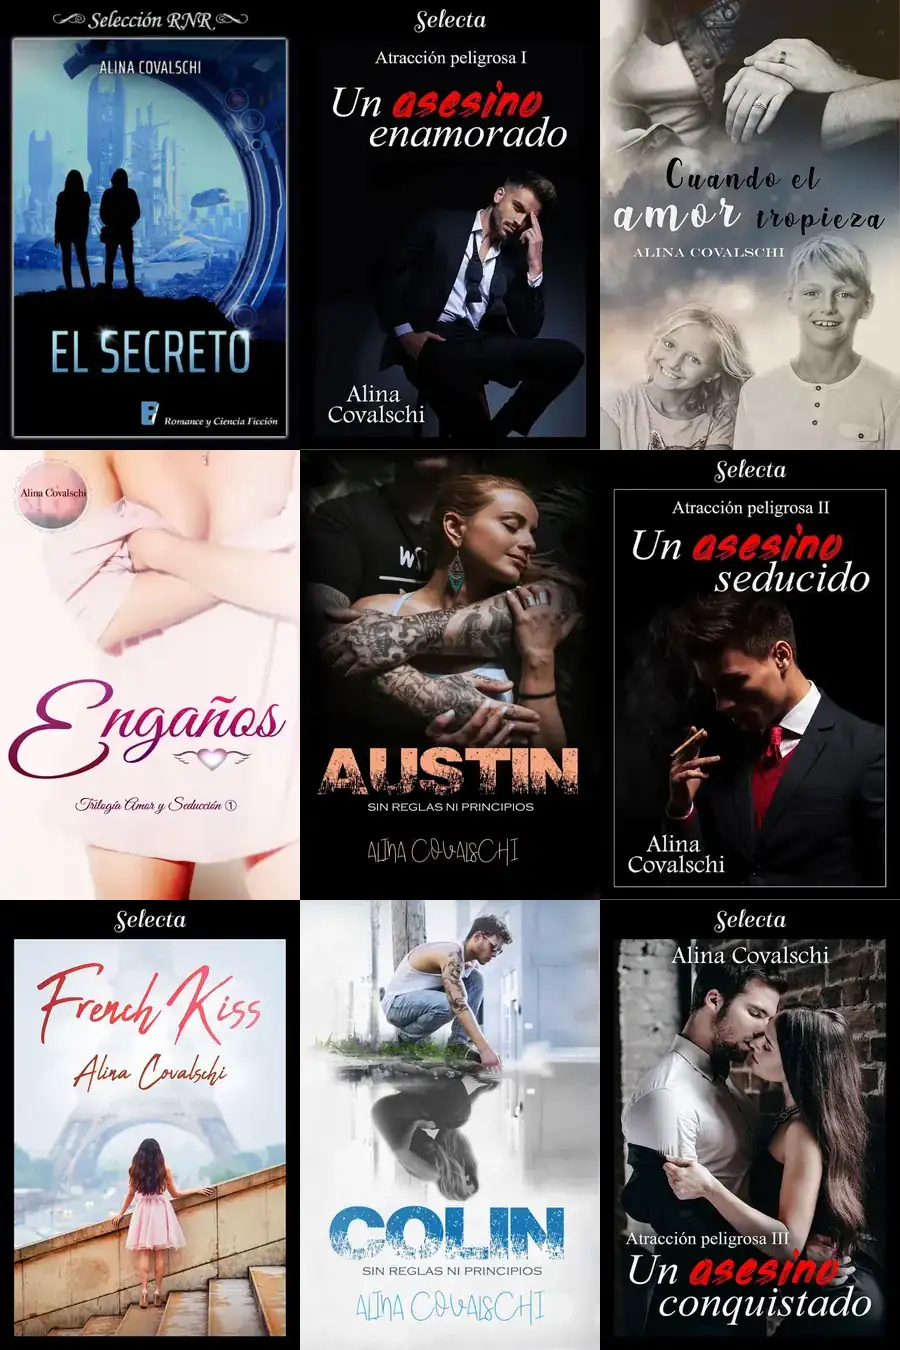 Selección RNR
ALINA COVALSCHI
EL SECRETO
Romance y Ciencia Ficción
Selecta
Atracción peligrosa I
Un asesino
enamorado
Alina
Covalschi
Cuando el
amor tropieza
ALINA COVALSCHI
Alina Covalschi
Engaños
Trilogía Amor y Seducción 1
AUSTIN
SIN REGLAS NI PRINCIPIOS
ALINA COVALSCHI
Selecta
Atracción peligrosa II
Un asesino
seducido
Alina
Covalschi
Selecta
French Kiss
Alina Covalschi
COLIN
SIN REGLAS NI PRINCIPIOS
ALINA COVALSCHI
Selecta
Alina Covalschi
Atracción peligrosa III
Un asesino
conquistado